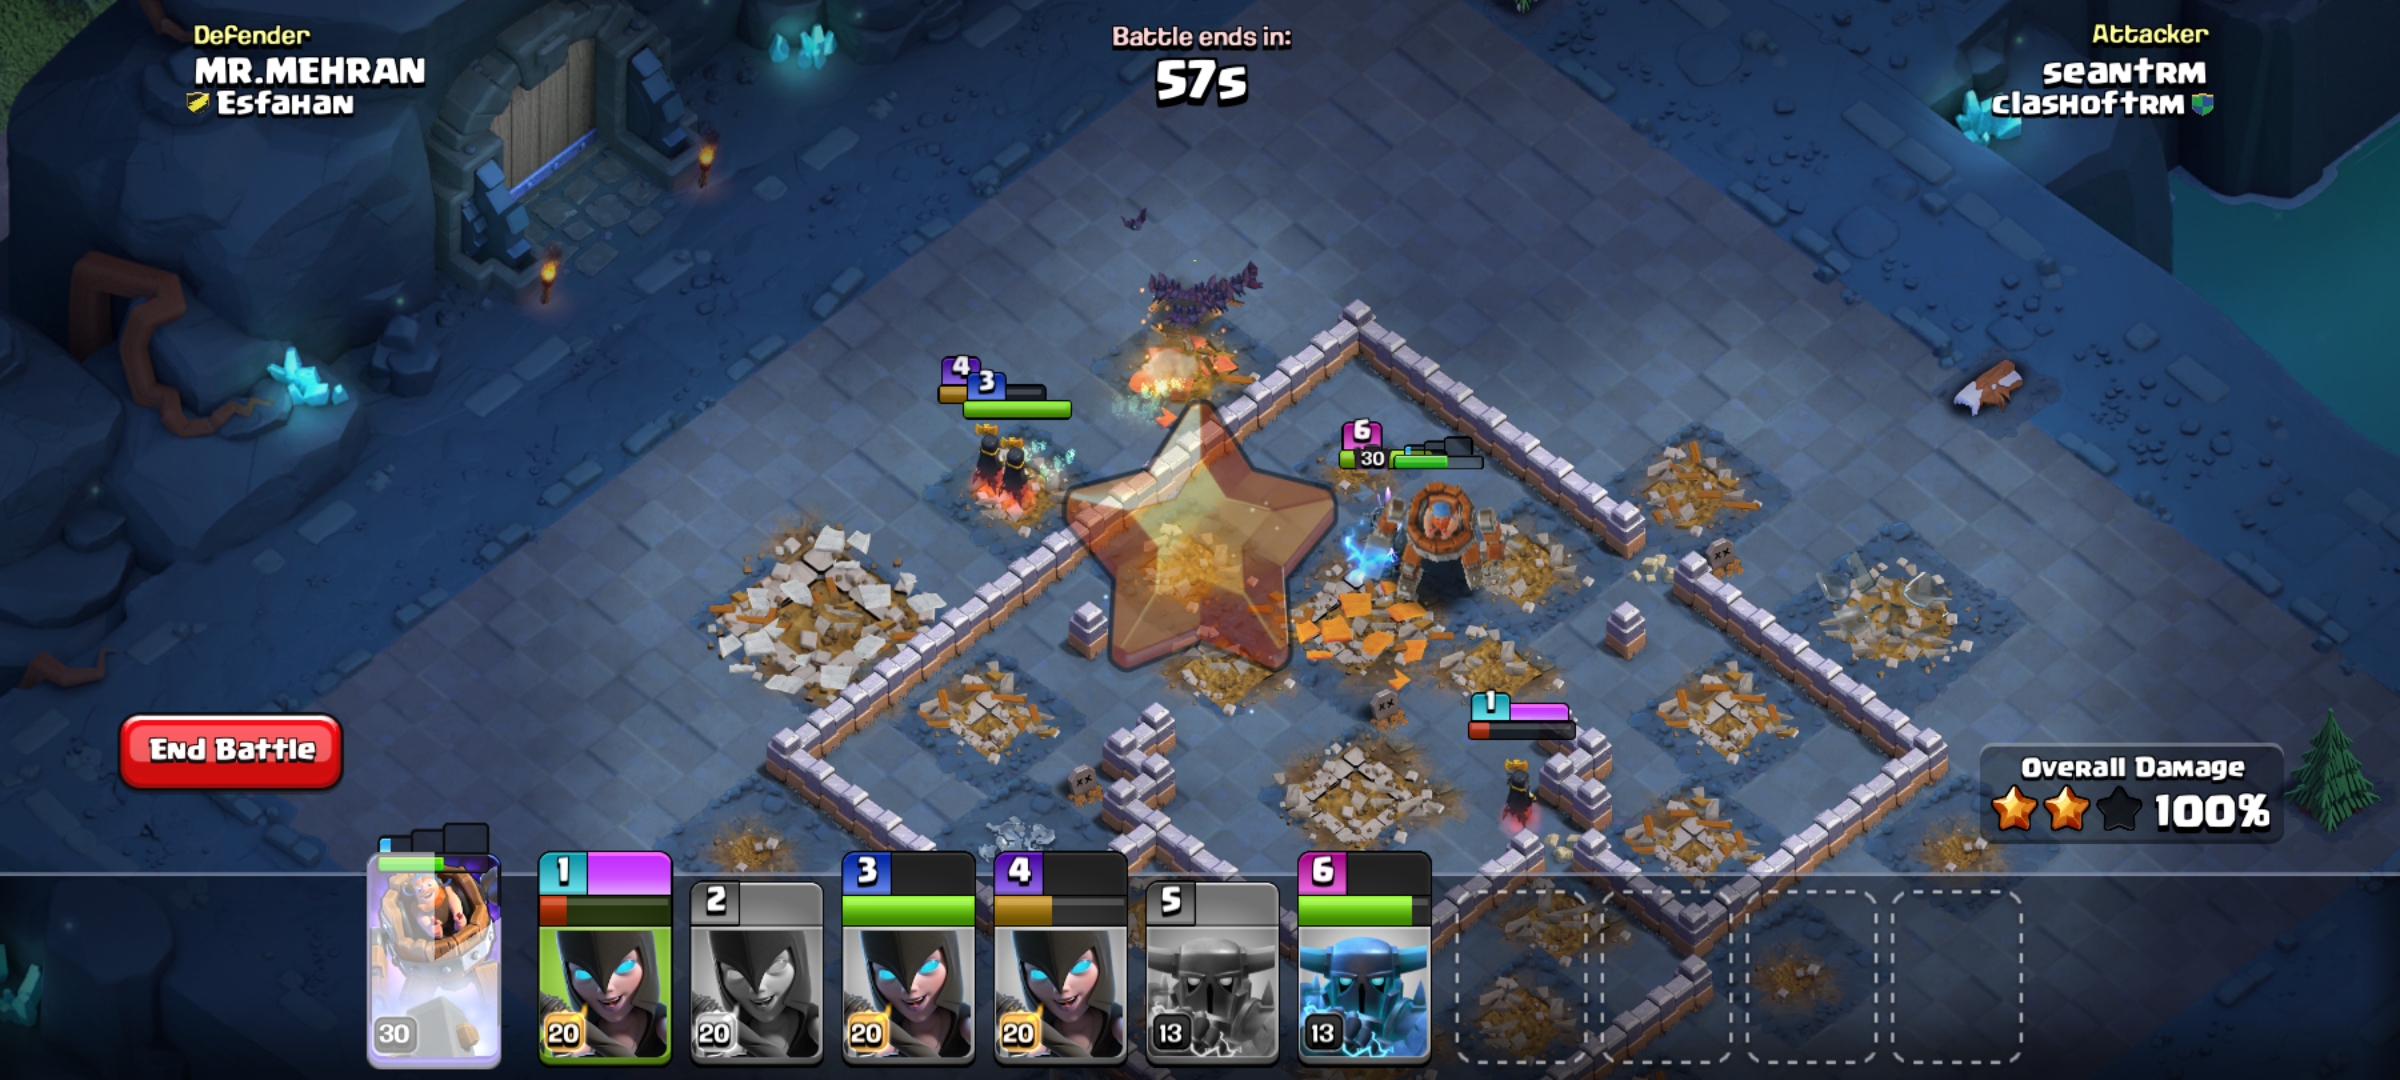 Defender
MR.MEHRAN
Esfahan
Battle ends in:
57s
Attacker
seantrm
clashoftrm
4
3
6
30
1
End Battle
Overall Damage
100%
1
2
3
4
5
6
30
20
20
20
20
13
13